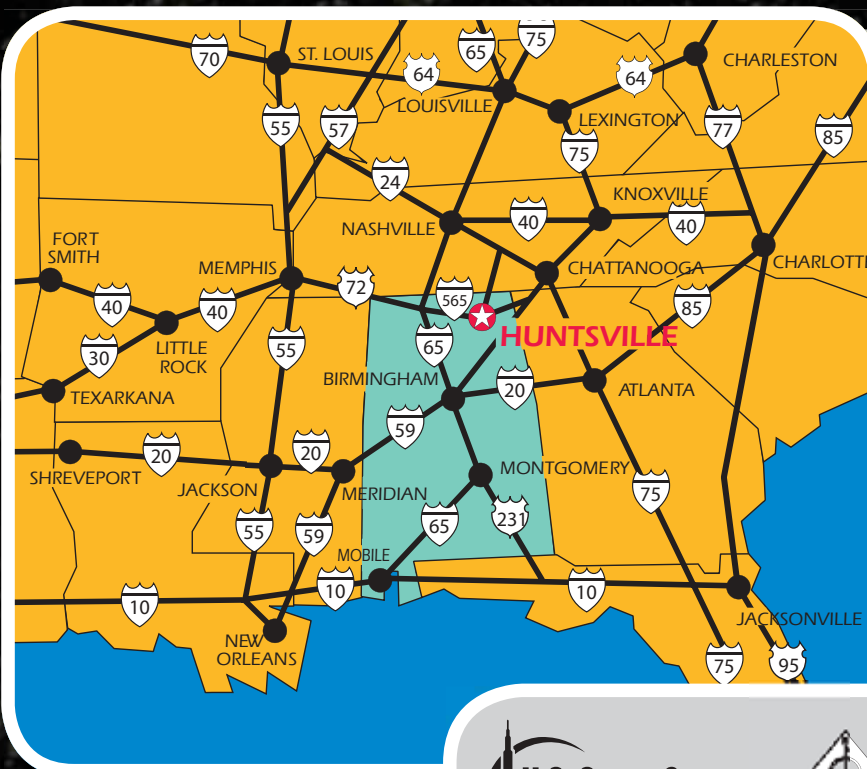 70
ST. LOUIS
65
75
64
64
CHARLESTON
LOUISVILLE
LEXINGTON
55
57
77
85
75
24
KNOXVILLE
40
40
NASHVILLE
FORT
SMITH
MEMPHIS
CHATTANOOGA
CHARLOTT
72
565
40
40
85
HUNTSVILLE
LITTLE
ROCK
30
55
65
BIRMINGHAM
20
ATLANTA
TEXARKANA
59
20
20
SHREVEPORT
JACKSON
MERIDIAN
MONTGOMERY
75
55
59
65
231
MOBILE
10
10
10
JACKSONVILLE
NEW
ORLEANS
75
95